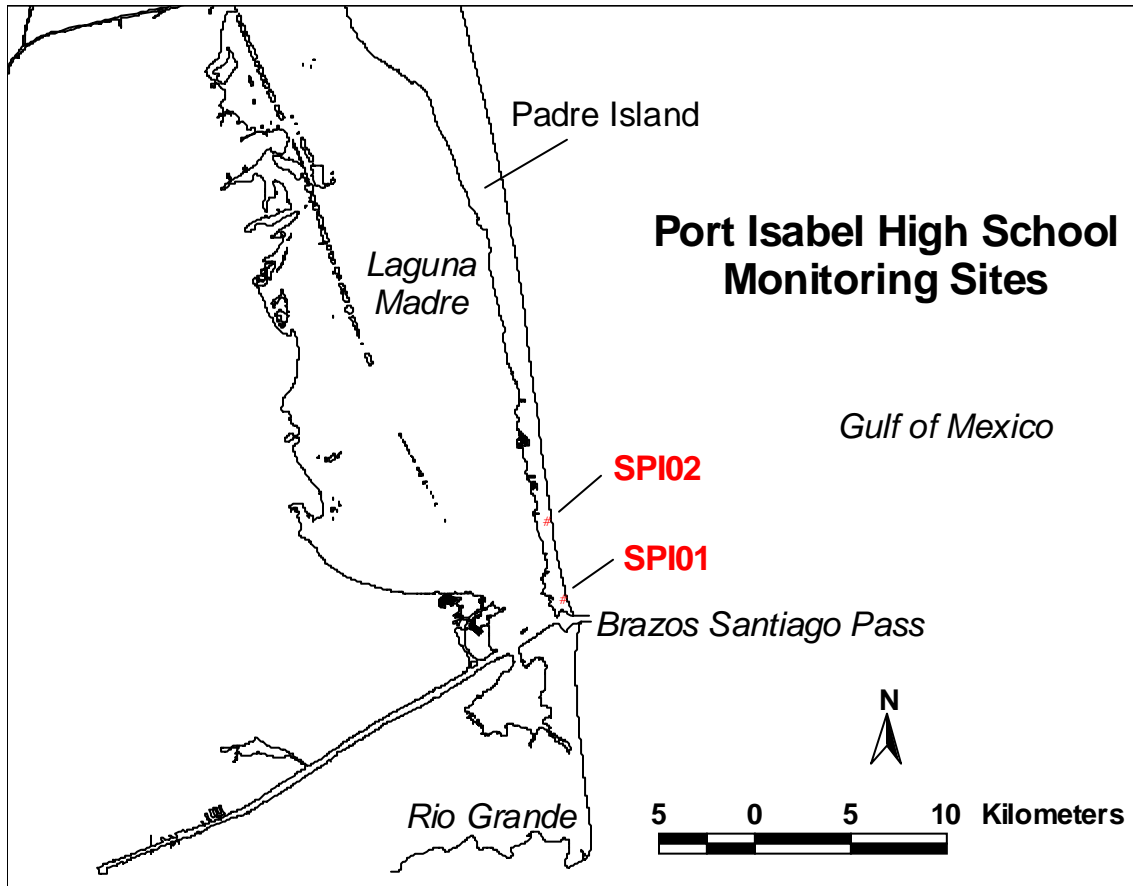 Padre Island
Port Isabel High School
Monitoring Sites
Laguna
Madre
Gulf of Mexico
SPI02
#
SPI01
#
Brazos Santiago Pass
N
Rio Grande
5 0 5 10 Kilometers